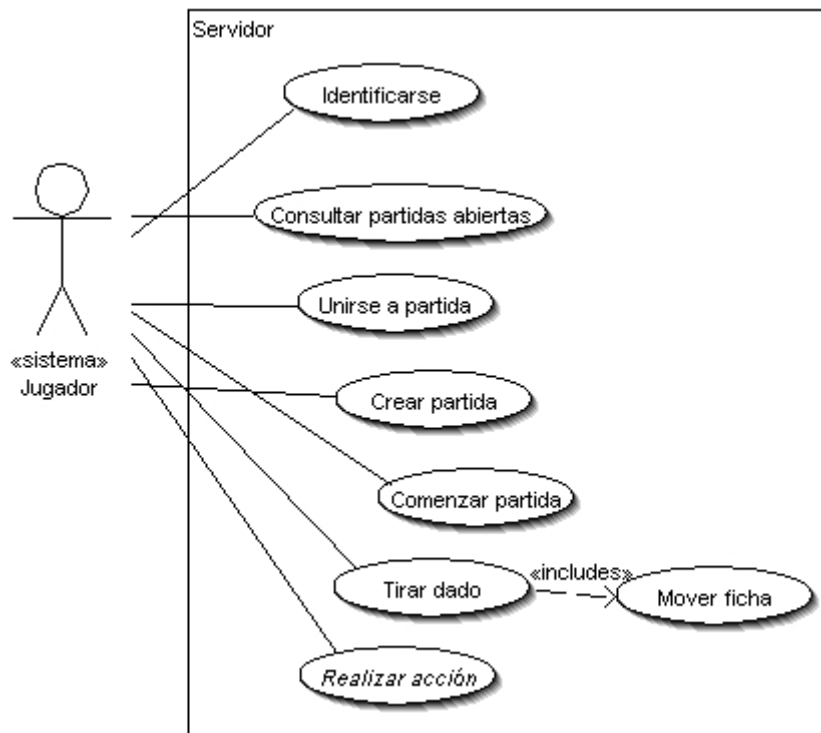 Servidor
Identificarse
Consultar partidas abiertas
Unirse a partida
«sistema»
Jugador
Crear partida
Comenzar partida
«includes»
Tirar dado
Mover ficha
Realizar acción